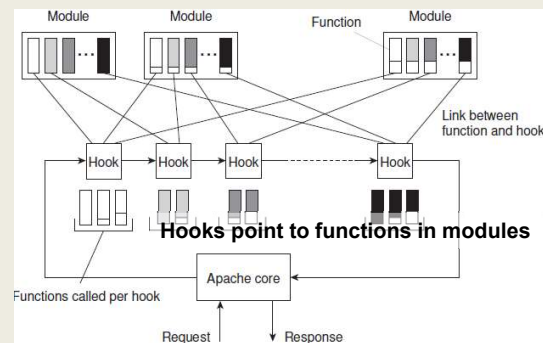 Module
Module
Function
Module
...
...
...
Link between
function and hook
Hook
Hook
Hook
Hook
Hooks point to functions in modules
Apache core
Functions called per hook
Request
Response